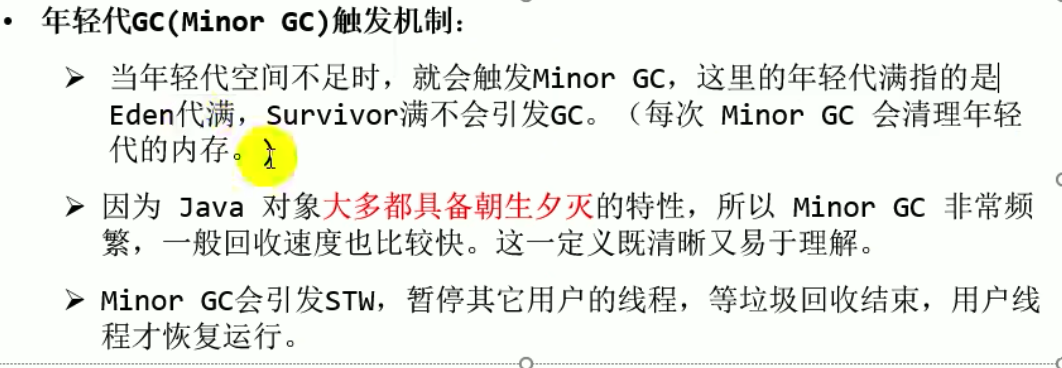 • 年轻代GC(Minor GC)触发机制：
➢ 当年轻代空间不足时，就会触发Minor GC，这里的年轻代满指的是
Eden代满，Survivor满不会引发GC。（每次 Minor GC 会清理年轻
代的内存。）
➢ 因为 Java 对象大多都具备朝生夕灭的特性，所以 Minor GC 非常频
繁，一般回收速度也比较快。这一定义既清晰又易于理解。
➢ Minor GC会引发STW，暂停其它用户的线程，等垃圾回收结束，用户线
程才恢复运行。